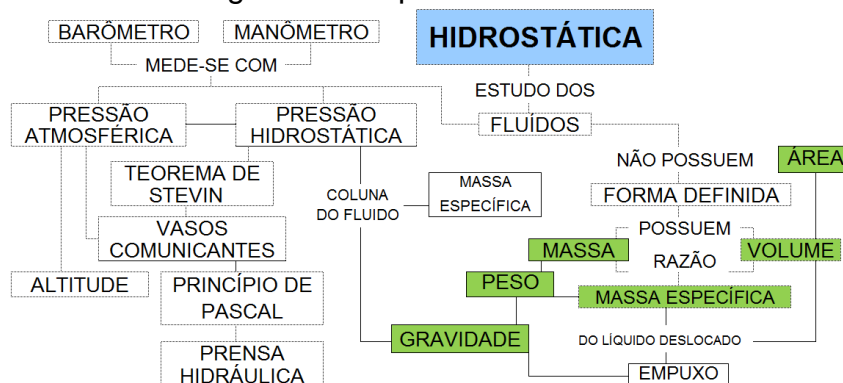 BARÔMETRO
MANÔMETRO
HIDROSTÁTICA
MEDE-SE COM
ESTUDO DOS
PRESSÃO
ATMOSFÉRICA
PRESSÃO
HIDROSTÁTICA
FLUÍDOS
NÃO POSSUEM
ÁREA
TEOREMA DE
STEVIN
COLUNA
DO FLUIDO
MASSA
ESPECÍFICA
FORMA DEFINIDA
VASOS
COMUNICANTES
POSSUEM
MASSA
RAZÃO
VOLUME
ALTITUDE
PRINCÍPIO DE
PASCAL
PESO
MASSA ESPECÍFICA
GRAVIDADE
DO LÍQUIDO DESLOCADO
PRENSA
HIDRÁULICA
EMPUXO